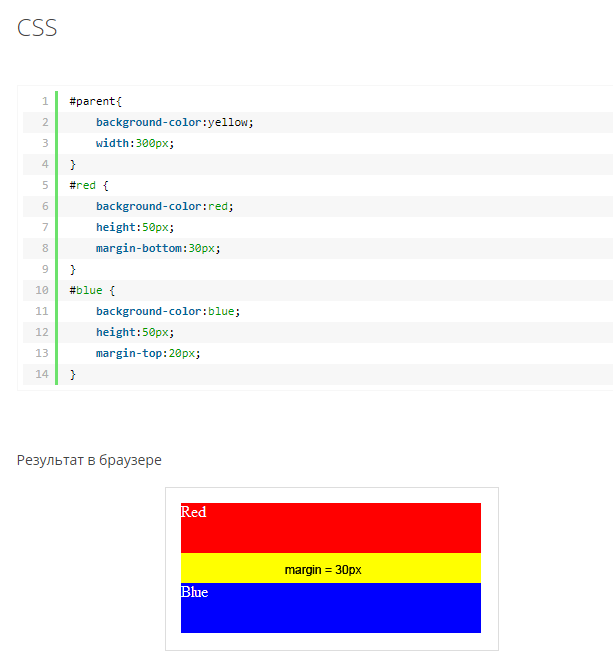 CSS
1 #parent{
2     background-color:yellow;
3     width:300px;
4 }
5 #red {
6     background-color:red;
7     height:50px;
8     margin-bottom:30px;
9 }
10 #blue {
11     background-color:blue;
12     height:50px;
13     margin-top:20px;
14 }
Результат в браузере
Red
margin = 30px
Blue